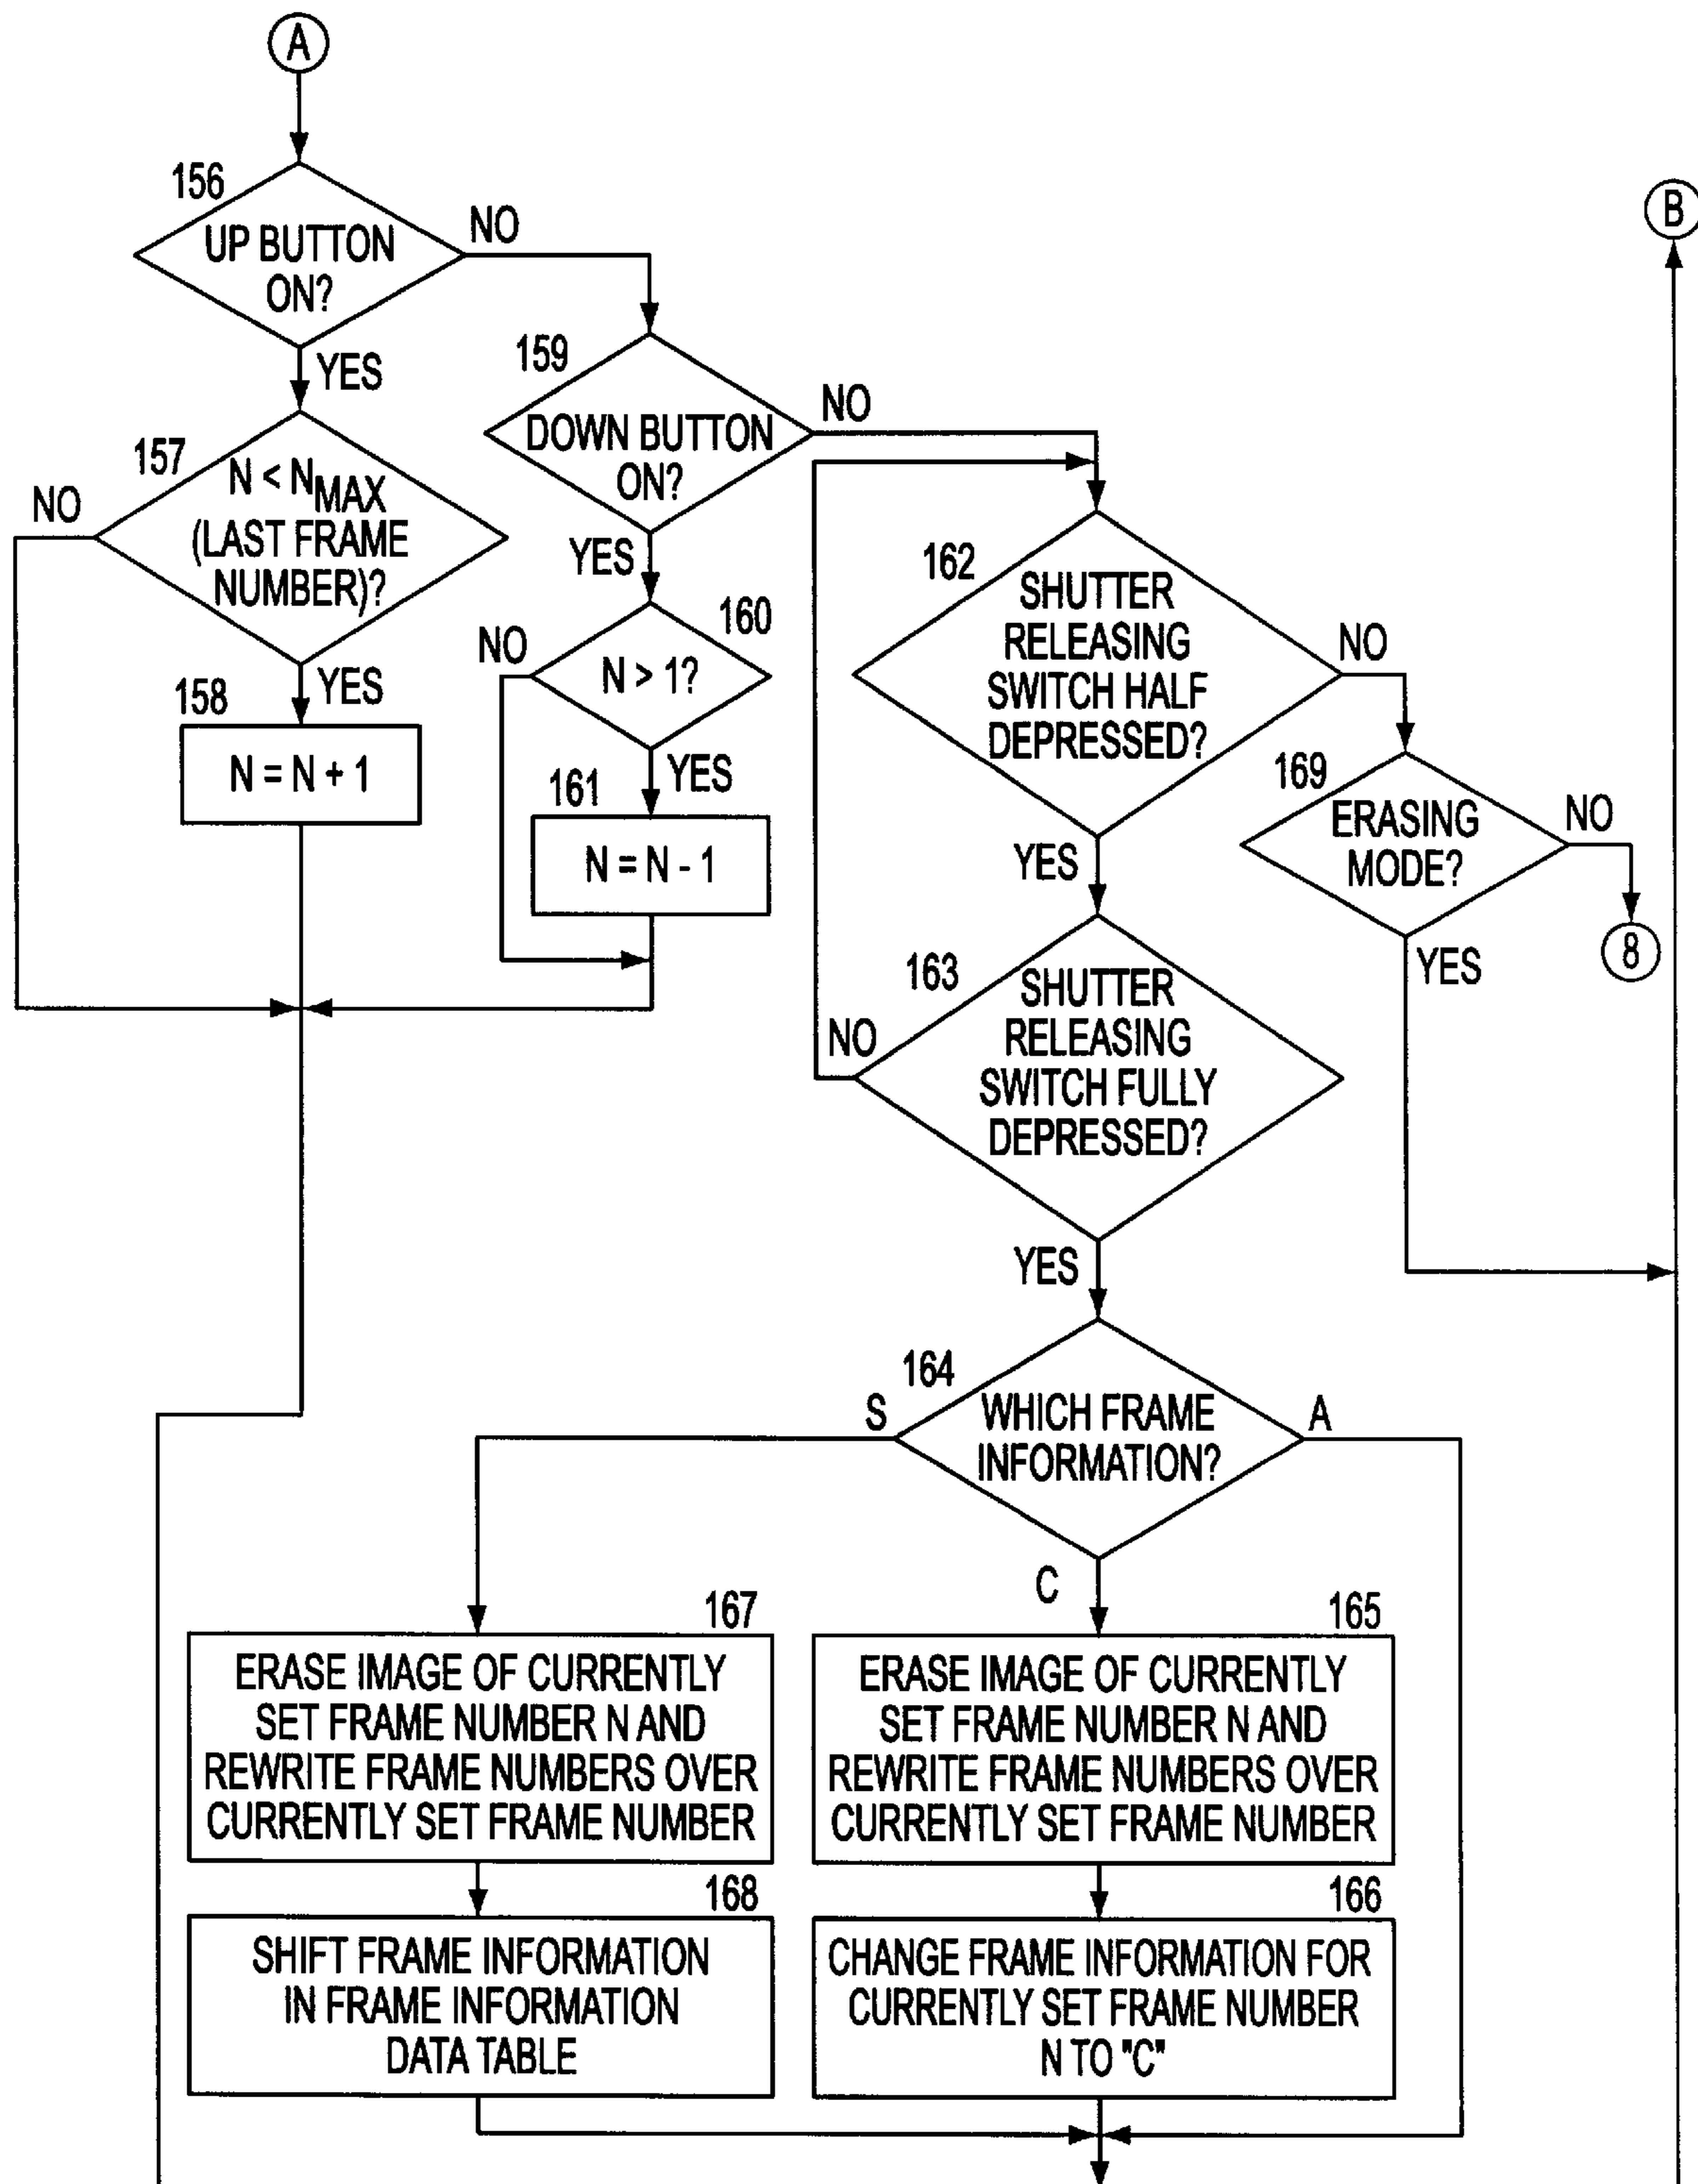 A
B
156
UP BUTTON
ON?
NO
YES
157
N < NMAX
(LAST FRAME
NUMBER)?
NO
YES
158
N = N + 1
159
DOWN BUTTON
ON?
NO
YES
160
N > 1?
NO
YES
161
N = N - 1
162
SHUTTER
RELEASING
SWITCH HALF
DEPRESSED?
NO
YES
169
ERASING
MODE?
NO
8
YES
163
SHUTTER
RELEASING
SWITCH FULLY
DEPRESSED?
NO
YES
164
WHICH FRAME
INFORMATION?
S
A
C
167
ERASE IMAGE OF CURRENTLY
SET FRAME NUMBER N AND
REWRITE FRAME NUMBERS OVER
CURRENTLY SET FRAME NUMBER
165
ERASE IMAGE OF CURRENTLY
SET FRAME NUMBER N AND
REWRITE FRAME NUMBERS OVER
CURRENTLY SET FRAME NUMBER
168
SHIFT FRAME INFORMATION
IN FRAME INFORMATION
DATA TABLE
166
CHANGE FRAME INFORMATION FOR
CURRENTLY SET FRAME NUMBER
N TO "C"